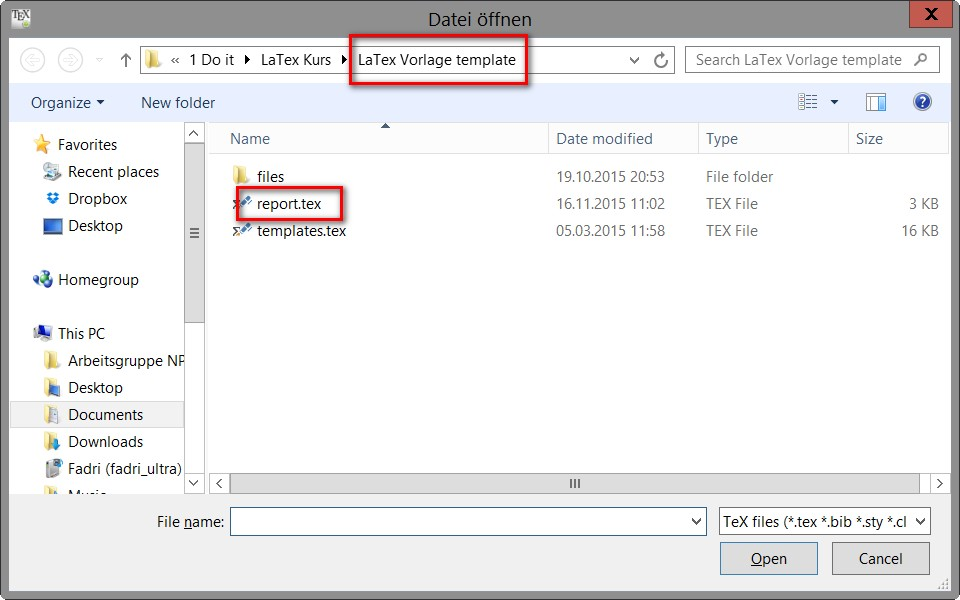 TEX
Datei öffnen
X
« 1 Do it LaTex Kurs LaTex Vorlage template
Search LaTex Vorlage template
Organize New folder
?
Name Date modified Type Size
Favorites
Recent places
Dropbox
Desktop
Homegroup
This PC
Arbeitsgruppe NP
Desktop
Documents
Downloads
Fadri (fadri_ultra)
files 19.10.2015 20:53 File folder
report.tex 16.11.2015 11:02 TEX File 3 KB
templates.tex 05.03.2015 11:58 TEX File 16 KB
File name:
TeX files (*.tex *.bib *.sty *.cl
Open Cancel